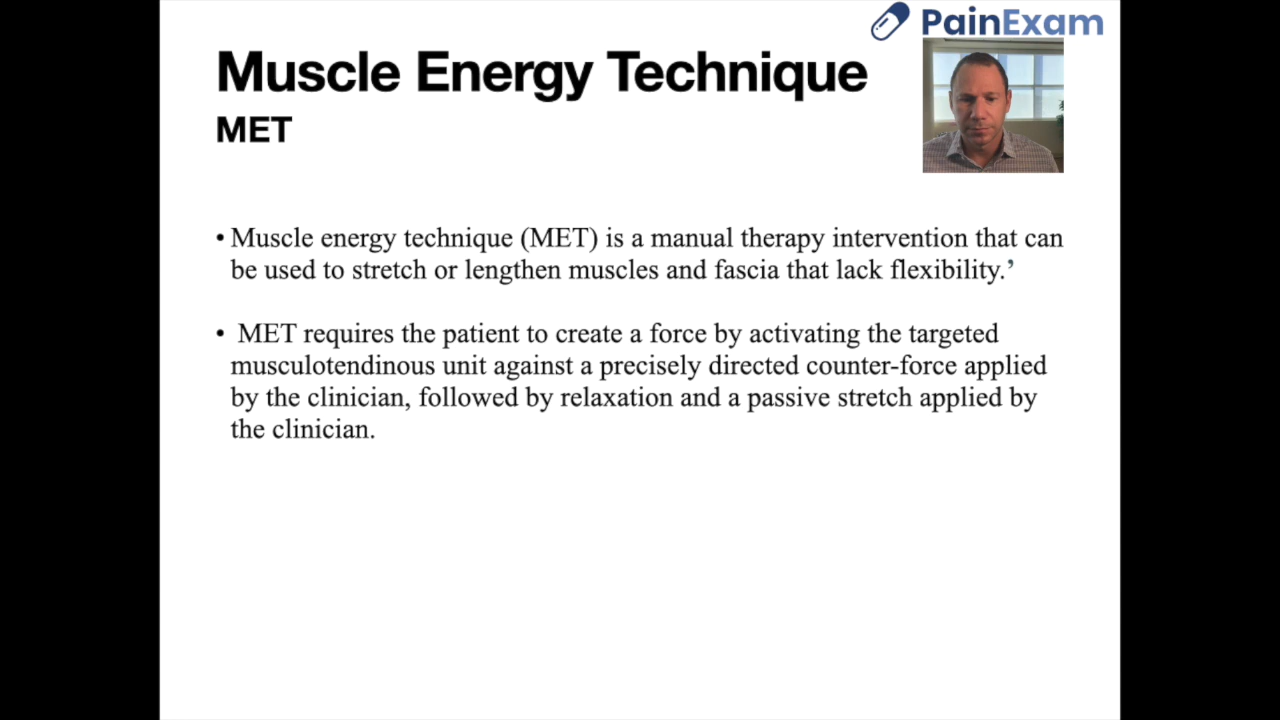 PainExam
Muscle Energy Technique
MET
• Muscle energy technique (MET) is a manual therapy intervention that can
be used to stretch or lengthen muscles and fascia that lack flexibility.’
• MET requires the patient to create a force by activating the targeted
musculotendinous unit against a precisely directed counter-force applied
by the clinician, followed by relaxation and a passive stretch applied by
the clinician.